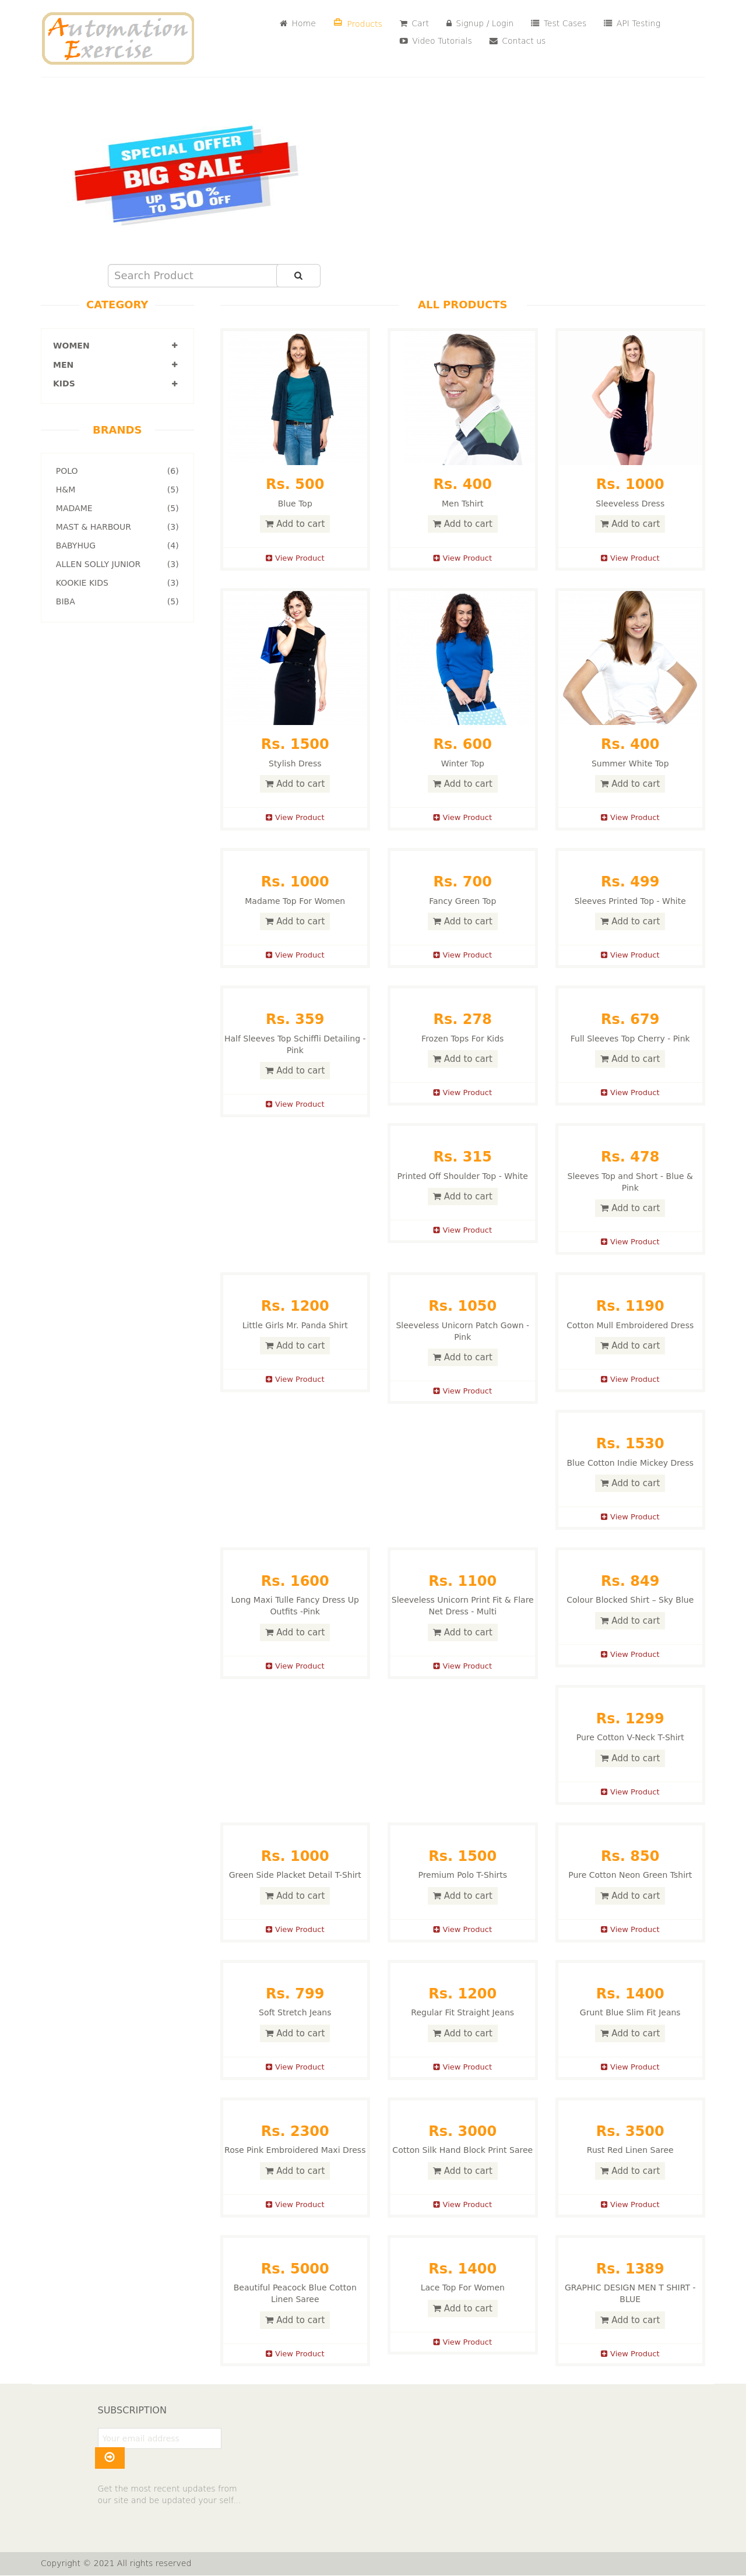 Automation
Exercise
Home
Products
Cart
Signup / Login
Test Cases
API Testing
Video Tutorials
Contact us
SPECIAL OFFER
BIG SALE
UP TO 50% OFF
Search Product
CATEGORY
WOMEN
MEN
KIDS
BRANDS
POLO (6)
H&M (5)
MADAME (5)
MAST & HARBOUR (3)
BABYHUG (4)
ALLEN SOLLY JUNIOR (3)
KOOKIE KIDS (3)
BIBA (5)
ALL PRODUCTS
Rs. 500
Blue Top
Add to cart
View Product
Rs. 400
Men Tshirt
Add to cart
View Product
Rs. 1000
Sleeveless Dress
Add to cart
View Product
Rs. 1500
Stylish Dress
Add to cart
View Product
Rs. 600
Winter Top
Add to cart
View Product
Rs. 400
Summer White Top
Add to cart
View Product
Rs. 1000
Madame Top For Women
Add to cart
View Product
Rs. 700
Fancy Green Top
Add to cart
View Product
Rs. 499
Sleeves Printed Top - White
Add to cart
View Product
Rs. 359
Half Sleeves Top Schiffli Detailing -
Pink
Add to cart
View Product
Rs. 278
Frozen Tops For Kids
Add to cart
View Product
Rs. 679
Full Sleeves Top Cherry - Pink
Add to cart
View Product
Rs. 315
Printed Off Shoulder Top - White
Add to cart
View Product
Rs. 478
Sleeves Top and Short - Blue &
Pink
Add to cart
View Product
Rs. 1200
Little Girls Mr. Panda Shirt
Add to cart
View Product
Rs. 1050
Sleeveless Unicorn Patch Gown -
Pink
Add to cart
View Product
Rs. 1190
Cotton Mull Embroidered Dress
Add to cart
View Product
Rs. 1530
Blue Cotton Indie Mickey Dress
Add to cart
View Product
Rs. 1600
Long Maxi Tulle Fancy Dress Up
Outfits -Pink
Add to cart
View Product
Rs. 1100
Sleeveless Unicorn Print Fit & Flare
Net Dress - Multi
Add to cart
View Product
Rs. 849
Colour Blocked Shirt – Sky Blue
Add to cart
View Product
Rs. 1299
Pure Cotton V-Neck T-Shirt
Add to cart
View Product
Rs. 1000
Green Side Placket Detail T-Shirt
Add to cart
View Product
Rs. 1500
Premium Polo T-Shirts
Add to cart
View Product
Rs. 850
Pure Cotton Neon Green Tshirt
Add to cart
View Product
Rs. 799
Soft Stretch Jeans
Add to cart
View Product
Rs. 1200
Regular Fit Straight Jeans
Add to cart
View Product
Rs. 1400
Grunt Blue Slim Fit Jeans
Add to cart
View Product
Rs. 2300
Rose Pink Embroidered Maxi Dress
Add to cart
View Product
Rs. 3000
Cotton Silk Hand Block Print Saree
Add to cart
View Product
Rs. 3500
Rust Red Linen Saree
Add to cart
View Product
Rs. 5000
Beautiful Peacock Blue Cotton
Linen Saree
Add to cart
View Product
Rs. 1400
Lace Top For Women
Add to cart
View Product
Rs. 1389
GRAPHIC DESIGN MEN T SHIRT -
BLUE
Add to cart
View Product
SUBSCRIPTION
Your email address
Get the most recent updates from
our site and be updated your self...
Copyright © 2021 All rights reserved